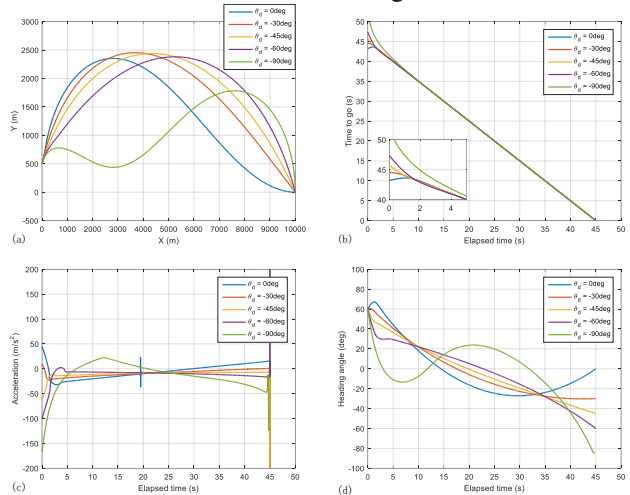 θd = 0deg
θd = -30deg
θd = -45deg
θd = -60deg
θd = -90deg
3000
2500
2000
1500
1000
500
0
-500
Y (m)
0 1000 2000 3000 4000 5000 6000 7000 8000 9000 10000
X (m)
(a)
50
45
40
35
30
25
20
15
10
5
0
Time to go (s)
θd = 0deg
θd = -30deg
θd = -45deg
θd = -60deg
θd = -90deg
50
45
40
0 2 4
0 5 10 15 20 25 30 35 40 45 50
Elapsed time (s)
(b)
200
150
100
50
0
-50
-100
-150
-200
Acceleration (m/s²)
θd = 0deg
θd = -30deg
θd = -45deg
θd = -60deg
θd = -90deg
0 5 10 15 20 25 30 35 40 45 50
Elapsed time (s)
(c)
100
80
60
40
20
0
-20
-40
-60
-80
-100
Heading angle (deg)
θd = 0deg
θd = -30deg
θd = -45deg
θd = -60deg
θd = -90deg
0 5 10 15 20 25 30 35 40 45 50
Elapsed time (s)
(d)